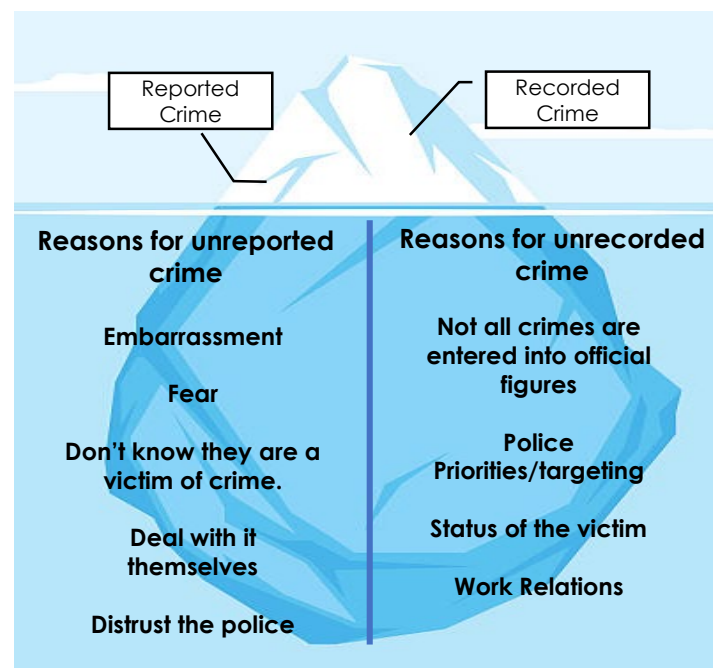 Reported
Crime
Recorded
Crime
Reasons for unreported
crime
Embarrassment
Fear
Don't know they are a
victim of crime.
Deal with it
themselves
Distrust the police
Reasons for unrecorded
crime
Not all crimes are
entered into official
figures
Police
Priorities/targeting
Status of the victim
Work Relations